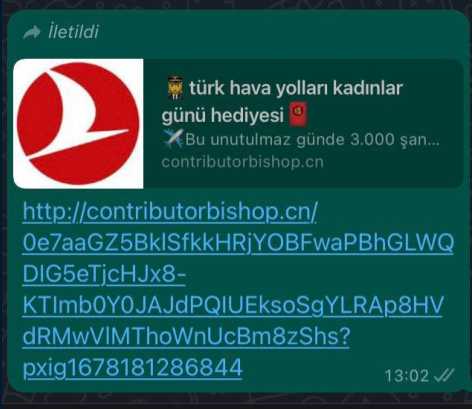 İletildi
türk hava yolları kadınlar
günü hediyesi
Bu unutulmaz günde 3.000 şan...
contributorbishop.cn
http://contributorbishop.cn/
0e7aaGZ5BklSfkkHRjYOBFwaPBhGLWQ
DIG5eTjcHJx8-
KTImb0Y0JAJdPQIUEksoSgYLRAp8HV
dRMwVIMThoWnUcBm8zShs?
pxig1678181286844
13:02